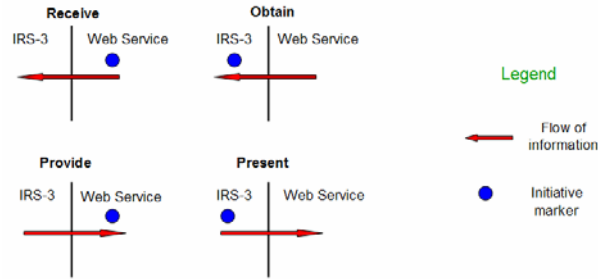 Receive
IRS-3 Web Service
Obtain
IRS-3 Web Service
Provide
IRS-3 Web Service
Present
IRS-3 Web Service
Legend
Flow of
information
Initiative
marker